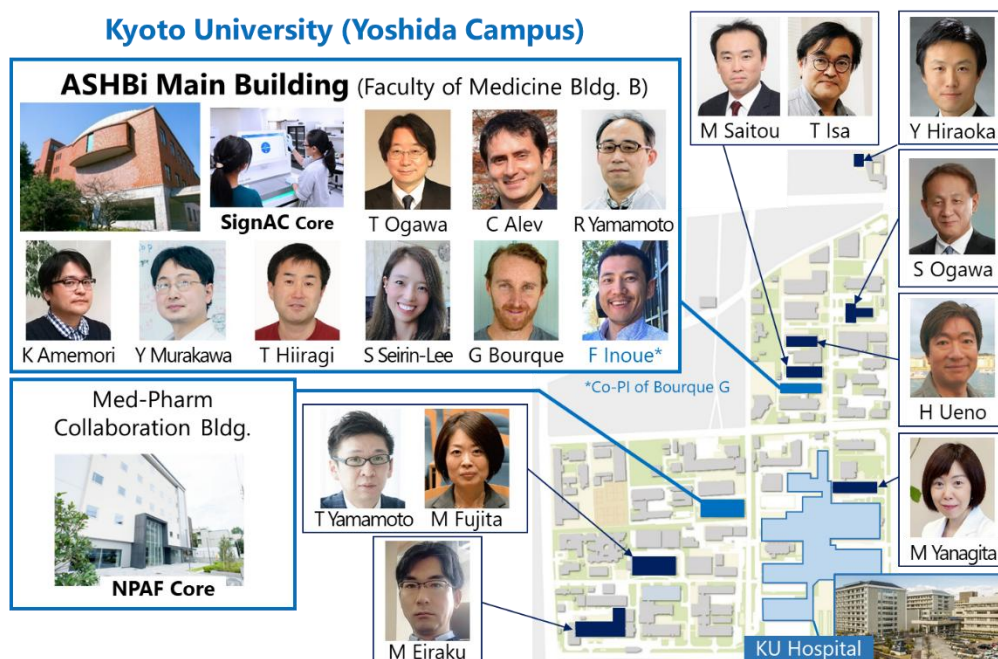 Kyoto University (Yoshida Campus)
ASHBi Main Building (Faculty of Medicine Bldg. B)
SignAC Core
T Ogawa
C Alev
R Yamamoto
K Amemori
Y Murakawa
T Hiiragi
S Seirin-Lee
G Bourque
F Inoue*
*Co-PI of Bourque G
Med-Pharm
Collaboration Bldg.
NPAF Core
T Yamamoto
M Fujita
M Eiraku
M Saitou
T Isa
Y Hiraoka
S Ogawa
H Ueno
M Yanagita
KU Hospital